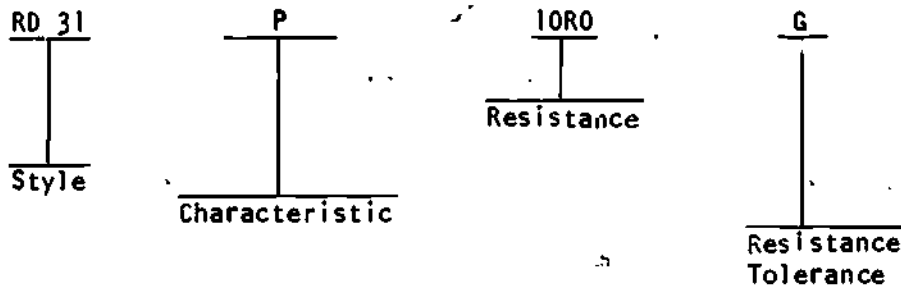 RD 31 P 10R0 G
Resistance
Style
Characteristic
Resistance
Tolerance